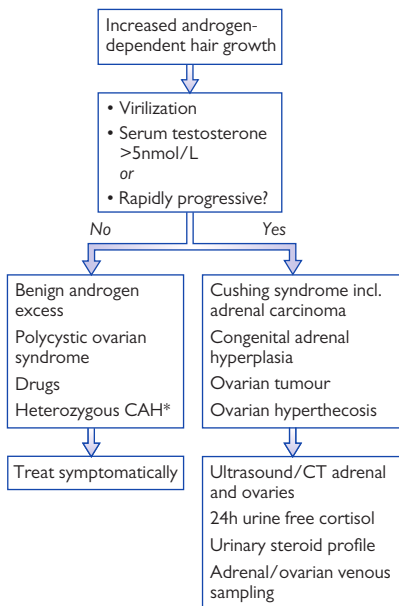 Increased androgen-
dependent hair growth
• Virilization
• Serum testosterone
>5nmol/L
or
• Rapidly progressive?
No
Yes
Benign androgen
excess
Polycystic ovarian
syndrome
Drugs
Heterozygous CAH*
Treat symptomatically
Cushing syndrome incl.
adrenal carcinoma
Congenital adrenal
hyperplasia
Ovarian tumour
Ovarian hyperthecosis
Ultrasound/CT adrenal
and ovaries
24h urine free cortisol
Urinary steroid profile
Adrenal/ovarian venous
sampling